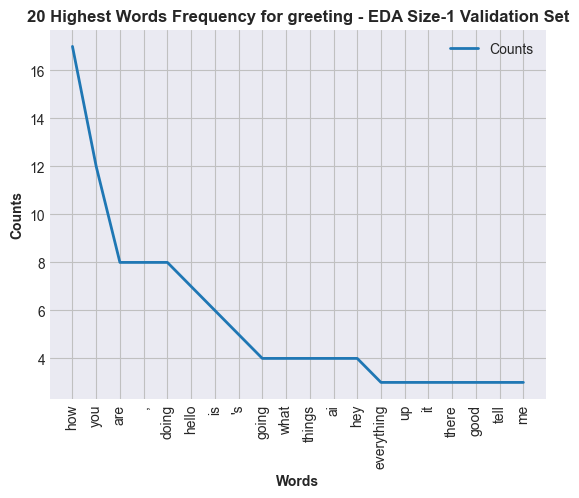 20 Highest Words Frequency for greeting - EDA Size-1 Validation Set
Counts
16
14
12
10
8
6
4
Counts
how
you
are
,
doing
hello
is
's
going
what
things
ai
hey
everything
up
it
there
good
tell
me
Words